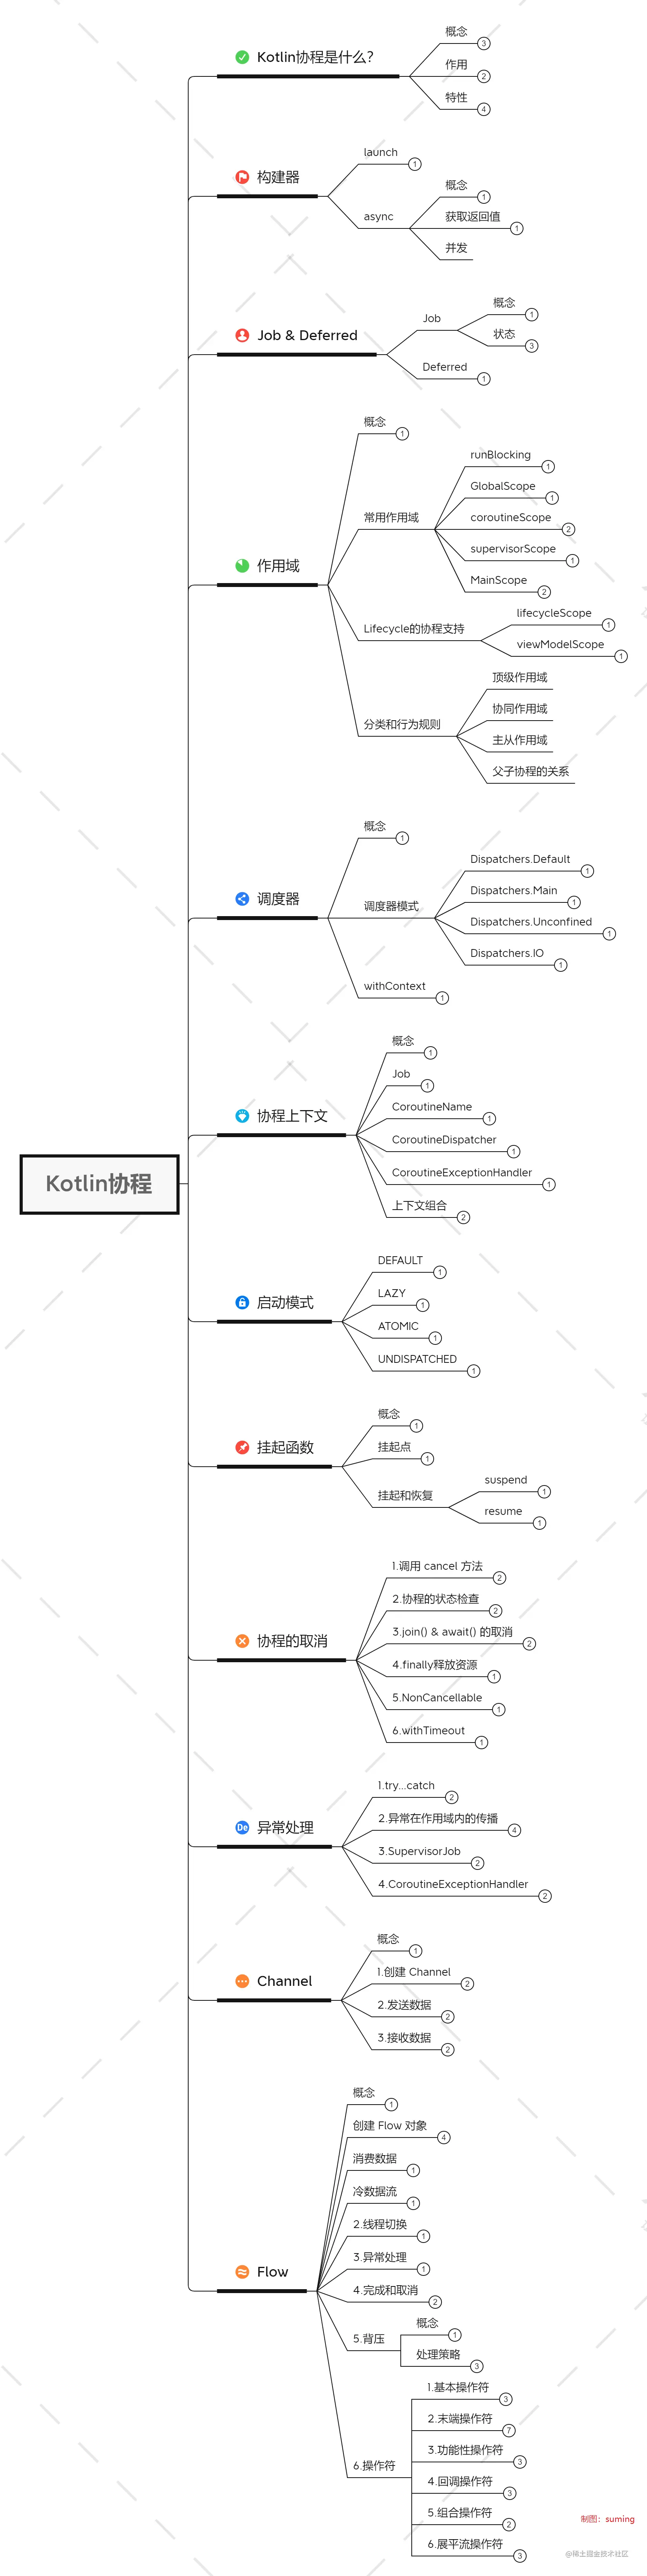 Kotlin协程
Kotlin协程是什么？
概念
3
作用
2
特性
4
构建器
launch
1
async
概念
1
获取返回值
1
并发
Job & Deferred
Job
概念
1
状态
3
Deferred
1
作用域
概念
1
常用作用域
runBlocking
1
GlobalScope
1
coroutineScope
2
supervisorScope
1
MainScope
2
Lifecycle的协程支持
lifecycleScope
1
viewModelScope
1
分类和行为规则
顶级作用域
协同作用域
主从作用域
父子协程的关系
调度器
概念
1
调度器模式
Dispatchers.Default
1
Dispatchers.Main
1
Dispatchers.Unconfined
1
Dispatchers.IO
1
withContext
1
协程上下文
概念
1
Job
1
CoroutineName
1
CoroutineDispatcher
1
CoroutineExceptionHandler
1
上下文组合
2
启动模式
DEFAULT
1
LAZY
1
ATOMIC
1
UNDISPATCHED
1
挂起函数
概念
1
挂起点
1
挂起和恢复
suspend
1
resume
1
协程的取消
1.调用 cancel 方法
2
2.协程的状态检查
2
3.join() & await() 的取消
2
4.finally释放资源
1
5.NonCancellable
1
6.withTimeout
1
De
异常处理
1.try...catch
2
2.异常在作用域内的传播
4
3.SupervisorJob
2
4.CoroutineExceptionHandler
2
Channel
概念
1
1.创建 Channel
2
2.发送数据
2
3.接收数据
2
Flow
概念
1
创建 Flow 对象
4
消费数据
1
冷数据流
1
2.线程切换
1
3.异常处理
1
4.完成和取消
2
5.背压
概念
1
处理策略
3
6.操作符
1.基本操作符
3
2.末端操作符
7
3.功能性操作符
3
4.回调操作符
3
5.组合操作符
2
6.展平流操作符
3
制图：suming
@稀土掘金技术社区